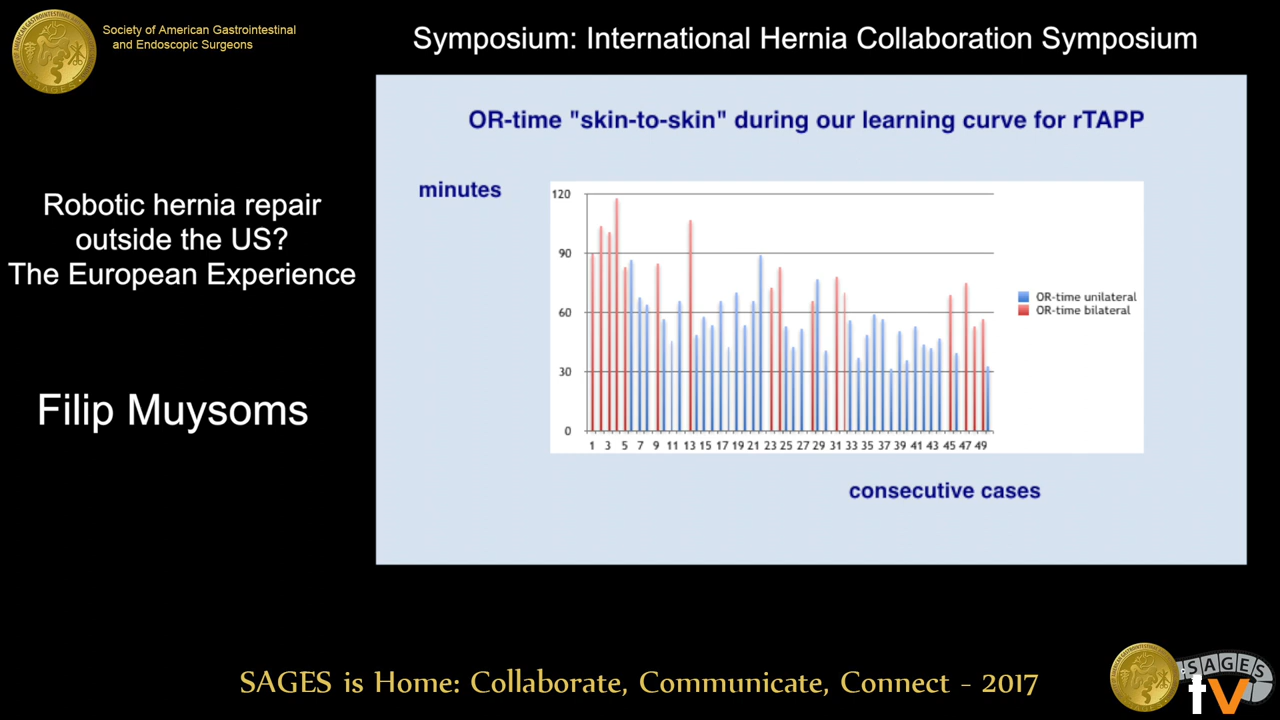 Society of American Gastrointestinal
and Endoscopic Surgeons
Symposium: International Hernia Collaboration Symposium
Robotic hernia repair
outside the US?
The European Experience
Filip Muysoms
OR-time "skin-to-skin" during our learning curve for rTAPP
minutes
120
90
60
30
0
1 3 5 7 9 11 13 15 17 19 21 23 25 27 29 31 33 35 37 39 41 43 45 47 49
OR-time unilateral
OR-time bilateral
consecutive cases
SAGES is Home: Collaborate, Communicate, Connect - 2017
SAGES
tv